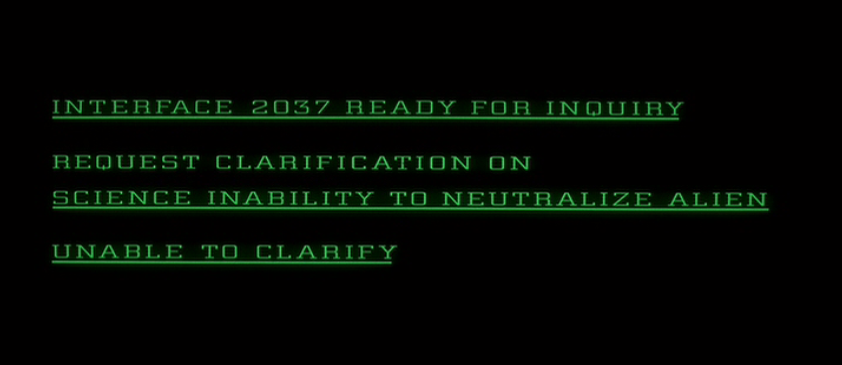 INTERFACE 2037 READY FOR INQUIRY
REQUEST CLARIFICATION ON
SCIENCE INABILITY TO NEUTRALIZE ALIEN
UNABLE TO CLARIFY